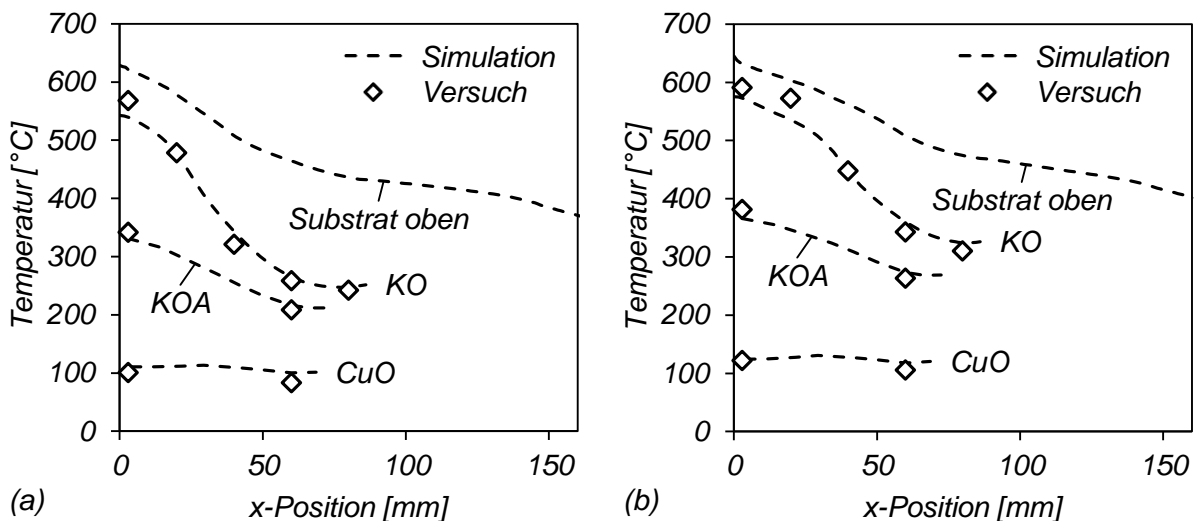 700
600
500
400
300
200
100
0
Temperatur [°C]
Simulation
Versuch
Substrat oben
KO
KOA
CuO
0 50 100 150
x-Position [mm]
(a)
700
600
500
400
300
200
100
0
Temperatur [°C]
Simulation
Versuch
Substrat oben
KO
KOA
CuO
0 50 100 150
x-Position [mm]
(b)